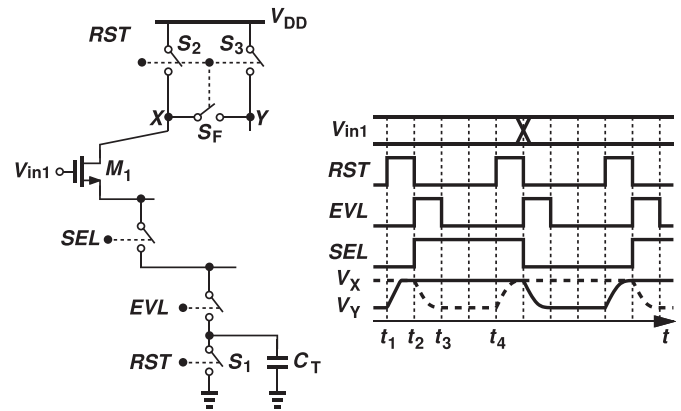 V_DD
RST
S_2 S_3
X S_F Y
V_in1 M_1
SEL
EVL
RST S_1 C_T
V_in1
RST
EVL
SEL
V_X
V_Y
t_1 t_2 t_3 t_4 t